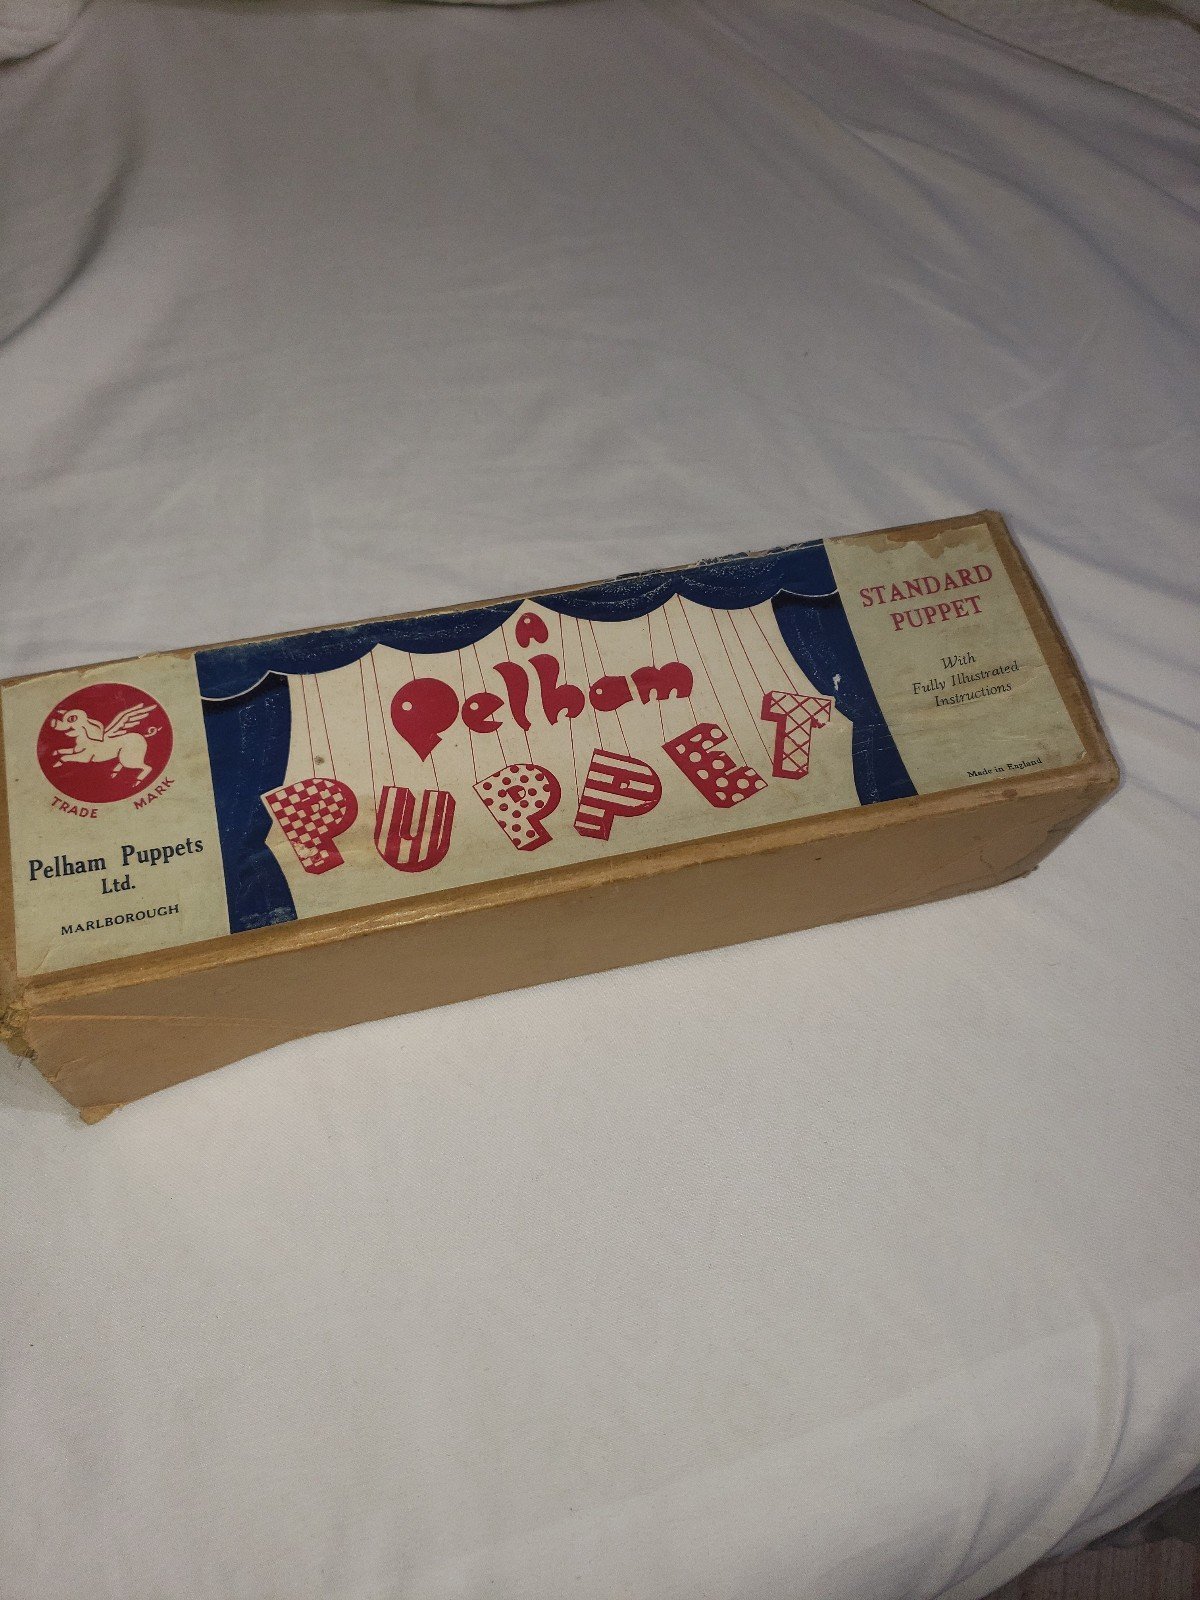 TRADE MARK
Pelham Puppets
Ltd.
MARLBOROUGH
A
Pelham
PUPPET
STANDARD
PUPPET
With
Fully Illustrated
Instructions
Made in England